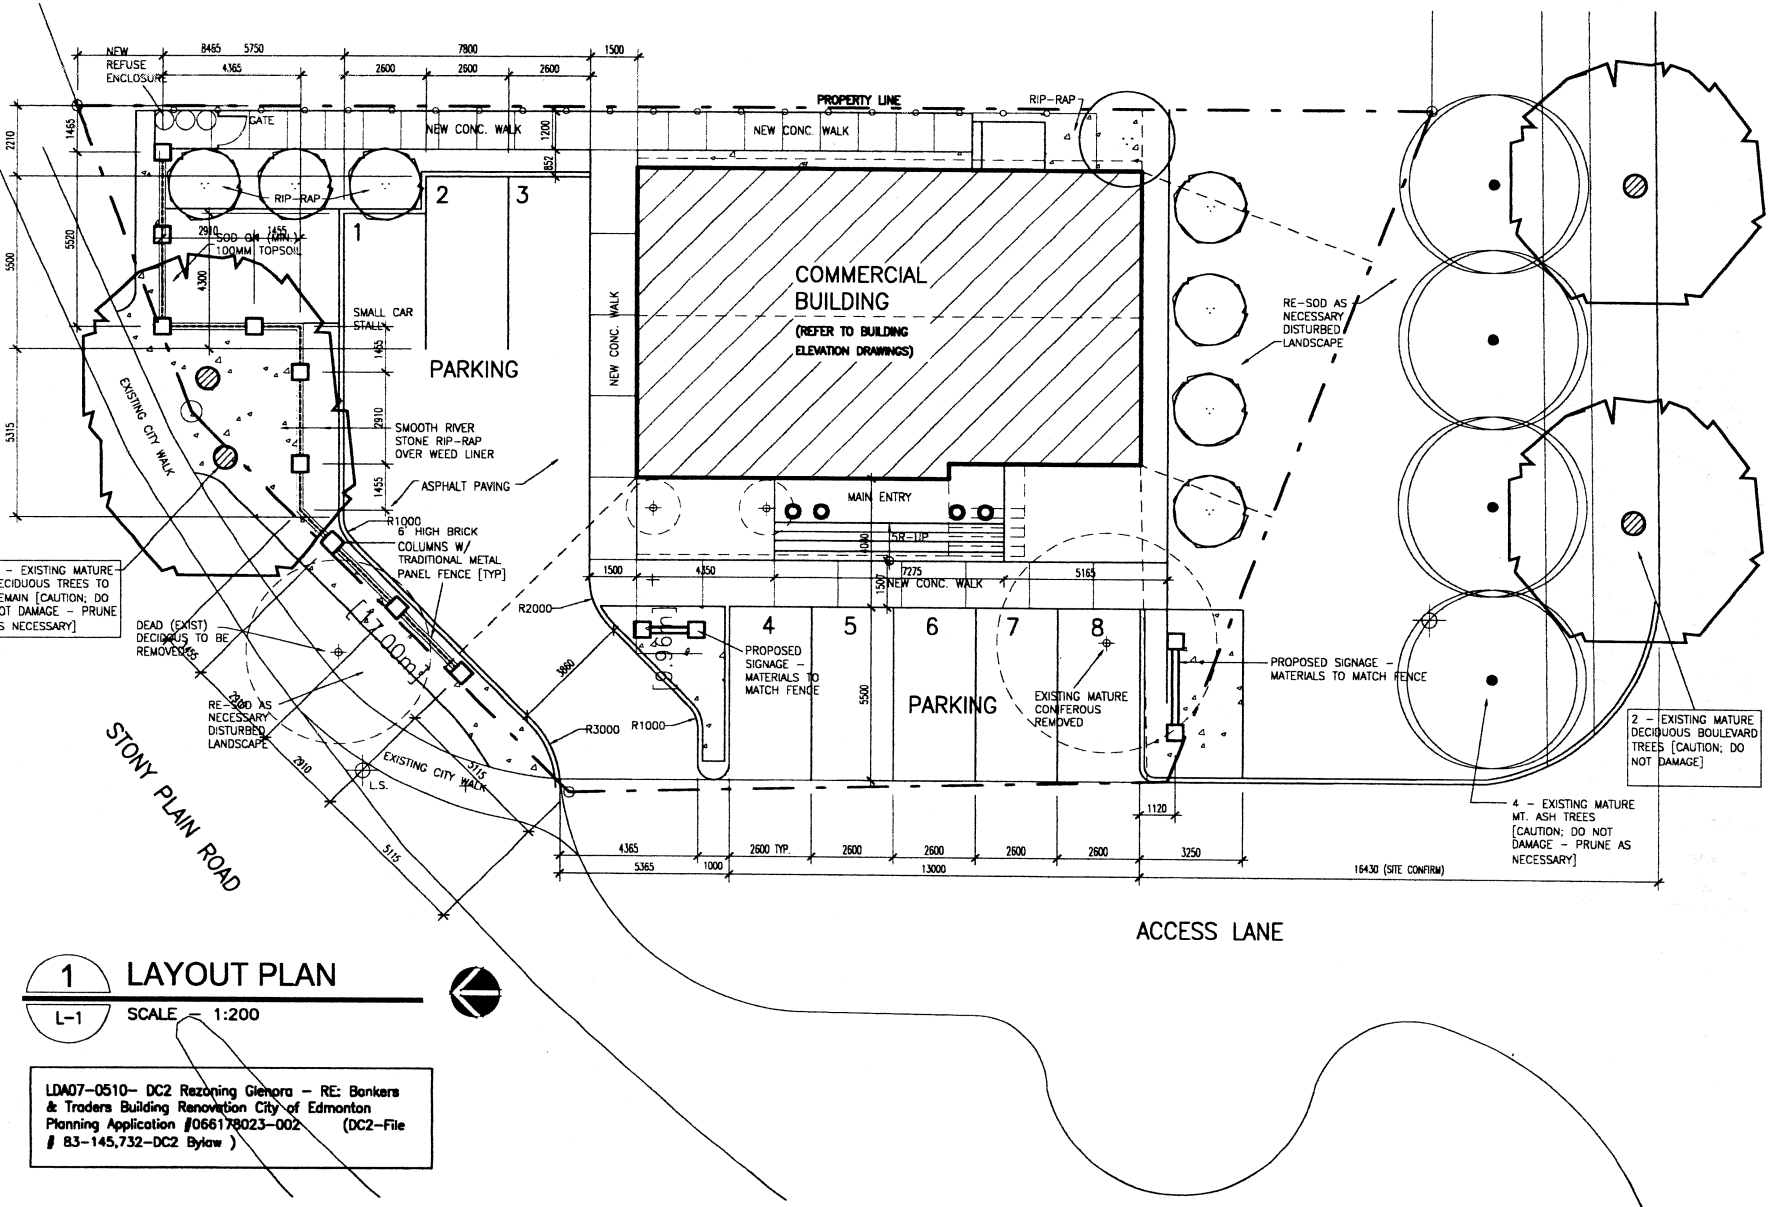 NEW
REFUSE
ENCLOSURE
8465 5750
7800
1500
4365
2600
2600
2600
2210
1465
GATE
NEW CONC. WALK
1200
852
PROPERTY LINE
NEW CONC. WALK
RIP-RAP
RIP-RAP
2
3
1
2910
1455
SOD ON (MIN.)
100MM TOPSOIL
4300
5520
5500
5315
SMALL CAR
STALL
1455
PARKING
2910
1455
NEW CONC. WALK
COMMERCIAL
BUILDING
(REFER TO BUILDING
ELEVATION DRAWINGS)
RE-SOD AS
NECESSARY
DISTURBED
LANDSCAPE
EXISTING CITY WALK
SMOOTH RIVER
STONE RIP-RAP
OVER WEED LINER
ASPHALT PAVING
R1000
6' HIGH BRICK
COLUMNS W/
TRADITIONAL METAL
PANEL FENCE [TYP]
MAIN ENTRY
5R-UP
1500
4350
7275
5165
1507
NEW CONC. WALK
- EXISTING MATURE
ECIDUOUS TREES TO
EMAIN [CAUTION; DO
OT DAMAGE - PRUNE
S NECESSARY]
DEAD (EXIST)
DECIDOUS TO BE
REMOVED
R2000
3860
4
5
6
7
8
PROPOSED
SIGNAGE -
MATERIALS TO
MATCH FENCE
5500
PARKING
EXISTING MATURE
CONIFEROUS
REMOVED
PROPOSED SIGNAGE -
MATERIALS TO MATCH FENCE
RE-SOD AS
NECESSARY
DISTURBED
LANDSCAPE
2910
R3000
R1000
EXISTING CITY WALK
5115
L.S.
5115
STONY PLAIN ROAD
2 - EXISTING MATURE
DECIDUOUS BOULEVARD
TREES [CAUTION; DO
NOT DAMAGE]
4 - EXISTING MATURE
MT. ASH TREES
[CAUTION; DO NOT
DAMAGE - PRUNE AS
NECESSARY]
1120
4365
2600 TYP.
2600
2600
2600
2600
3250
5365
1000
13000
16430 (SITE CONFIRM)
ACCESS LANE
1
LAYOUT PLAN
L-1
SCALE - 1:200
LDA07-0510- DC2 Rezoning Glenora - RE: Bankers
& Traders Building Renovation City of Edmonton
Planning Application #066178023-002 (DC2-File
# 83-145,732-DC2 Bylaw )